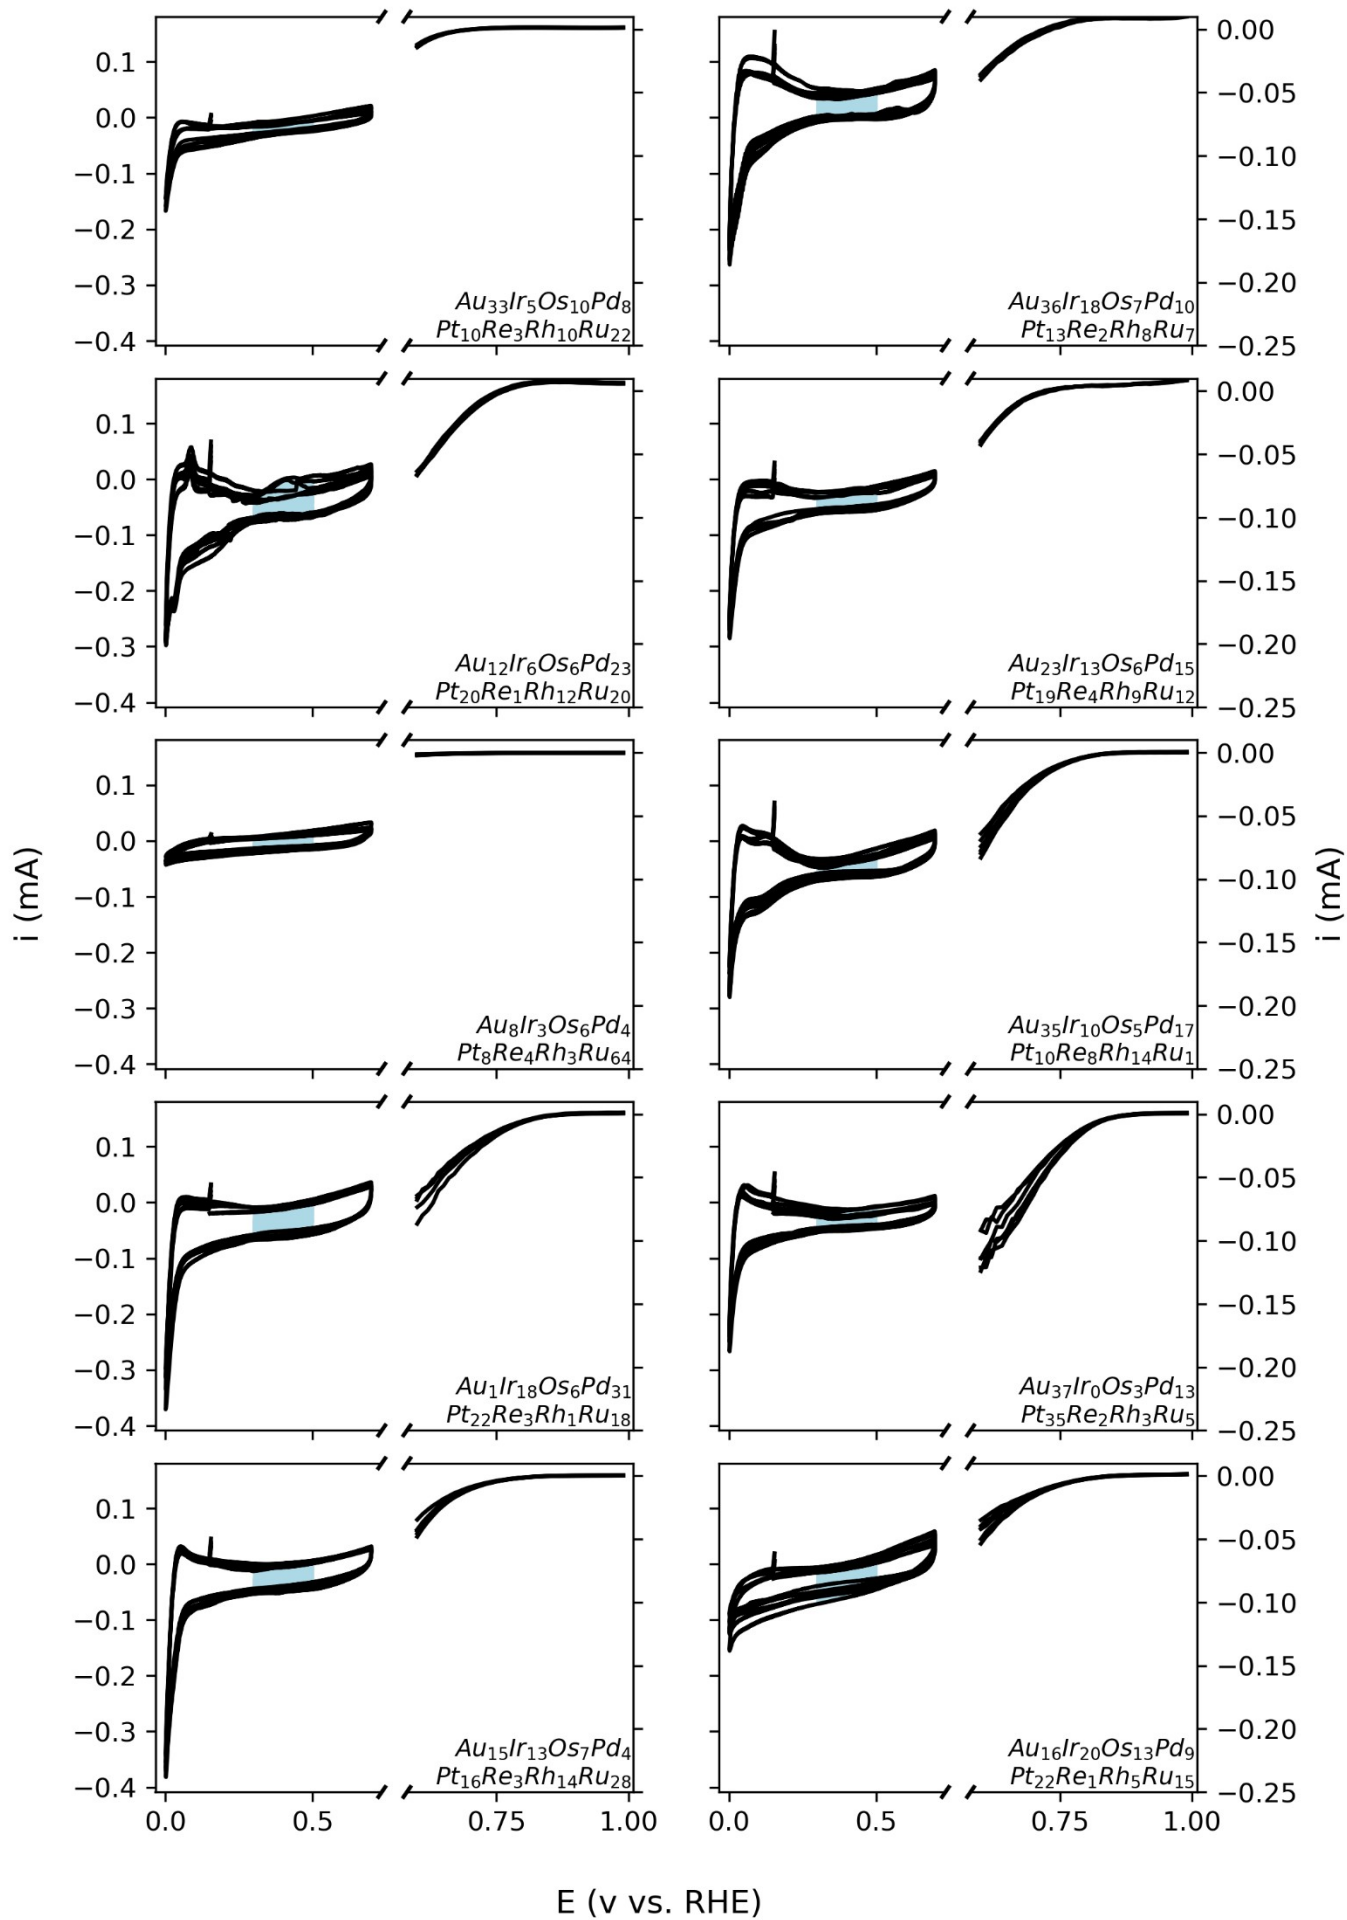 0.1
0.0
−0.1
−0.2
−0.3
−0.4
Au₃₃Ir₅Os₁₀Pd₈
Pt₁₀Re₃Rh₁₀Ru₂₂
0.00
−0.05
−0.10
−0.15
−0.20
−0.25
Au₃₆Ir₁₈Os₇Pd₁₀
Pt₁₃Re₂Rh₈Ru₇
0.1
0.0
−0.1
−0.2
−0.3
−0.4
Au₁₂Ir₆Os₆Pd₂₃
Pt₂₀Re₁Rh₁₂Ru₂₀
0.00
−0.05
−0.10
−0.15
−0.20
−0.25
Au₂₃Ir₁₃Os₆Pd₁₅
Pt₁₉Re₄Rh₉Ru₁₂
i (mA)
0.1
0.0
−0.1
−0.2
−0.3
−0.4
Au₈Ir₃Os₆Pd₄
Pt₈Re₄Rh₃Ru₆₄
0.00
−0.05
−0.10
−0.15
−0.20
−0.25
i (mA)
Au₃₅Ir₁₀Os₅Pd₁₇
Pt₁₀Re₈Rh₁₄Ru₁
0.1
0.0
−0.1
−0.2
−0.3
−0.4
Au₁Ir₁₈Os₆Pd₃₁
Pt₂₂Re₃Rh₁Ru₁₈
0.00
−0.05
−0.10
−0.15
−0.20
−0.25
Au₃₇Ir₀Os₃Pd₁₃
Pt₃₅Re₂Rh₃Ru₅
0.1
0.0
−0.1
−0.2
−0.3
−0.4
Au₁₅Ir₁₃Os₇Pd₄
Pt₁₆Re₃Rh₁₄Ru₂₈
0.00
−0.05
−0.10
−0.15
−0.20
−0.25
Au₁₆Ir₂₀Os₁₃Pd₉
Pt₂₂Re₁Rh₅Ru₁₅
0.0 0.5 0.75 1.00 0.0 0.5 0.75 1.00
E (v vs. RHE)